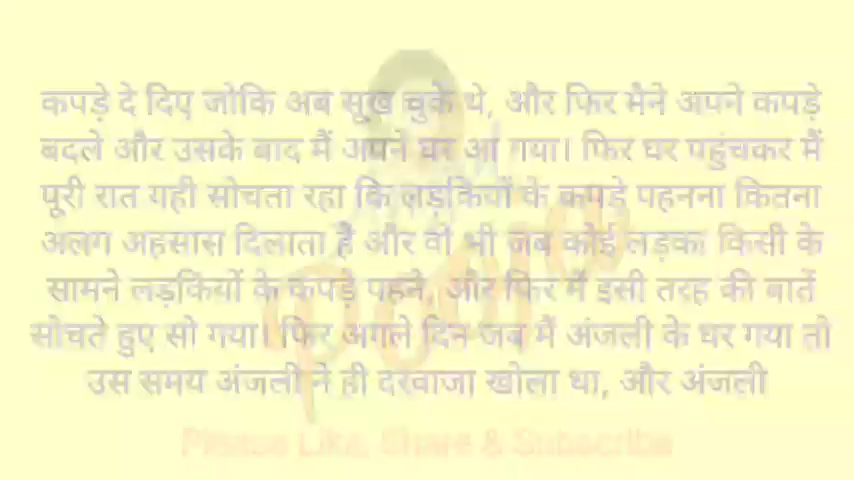 कपड़े दे दिए जोकि अब सूख चुके थे, और फिर मैने अपने कपड़े
बदले और उसके बाद मैं अपने घर आ गया। फिर घर पहुंचकर मैं
पूरी रात यही सोचता रहा कि लड़कियों के कपडे पहनना कितना
अलग अहसास दिलाता है और वो भी जब कोई लड़का किसी के
सामने लड़कियों के कपड़े पहने, और फिर मैं इसी तरह की बातें
सोचते हुए सो गया। फिर अगले दिन जब मैं अंजली के घर गया तो
उस समय अंजली ने ही दरवाजा खोला था, और अंजली
Pooja
Please Like, Share & Subscribe